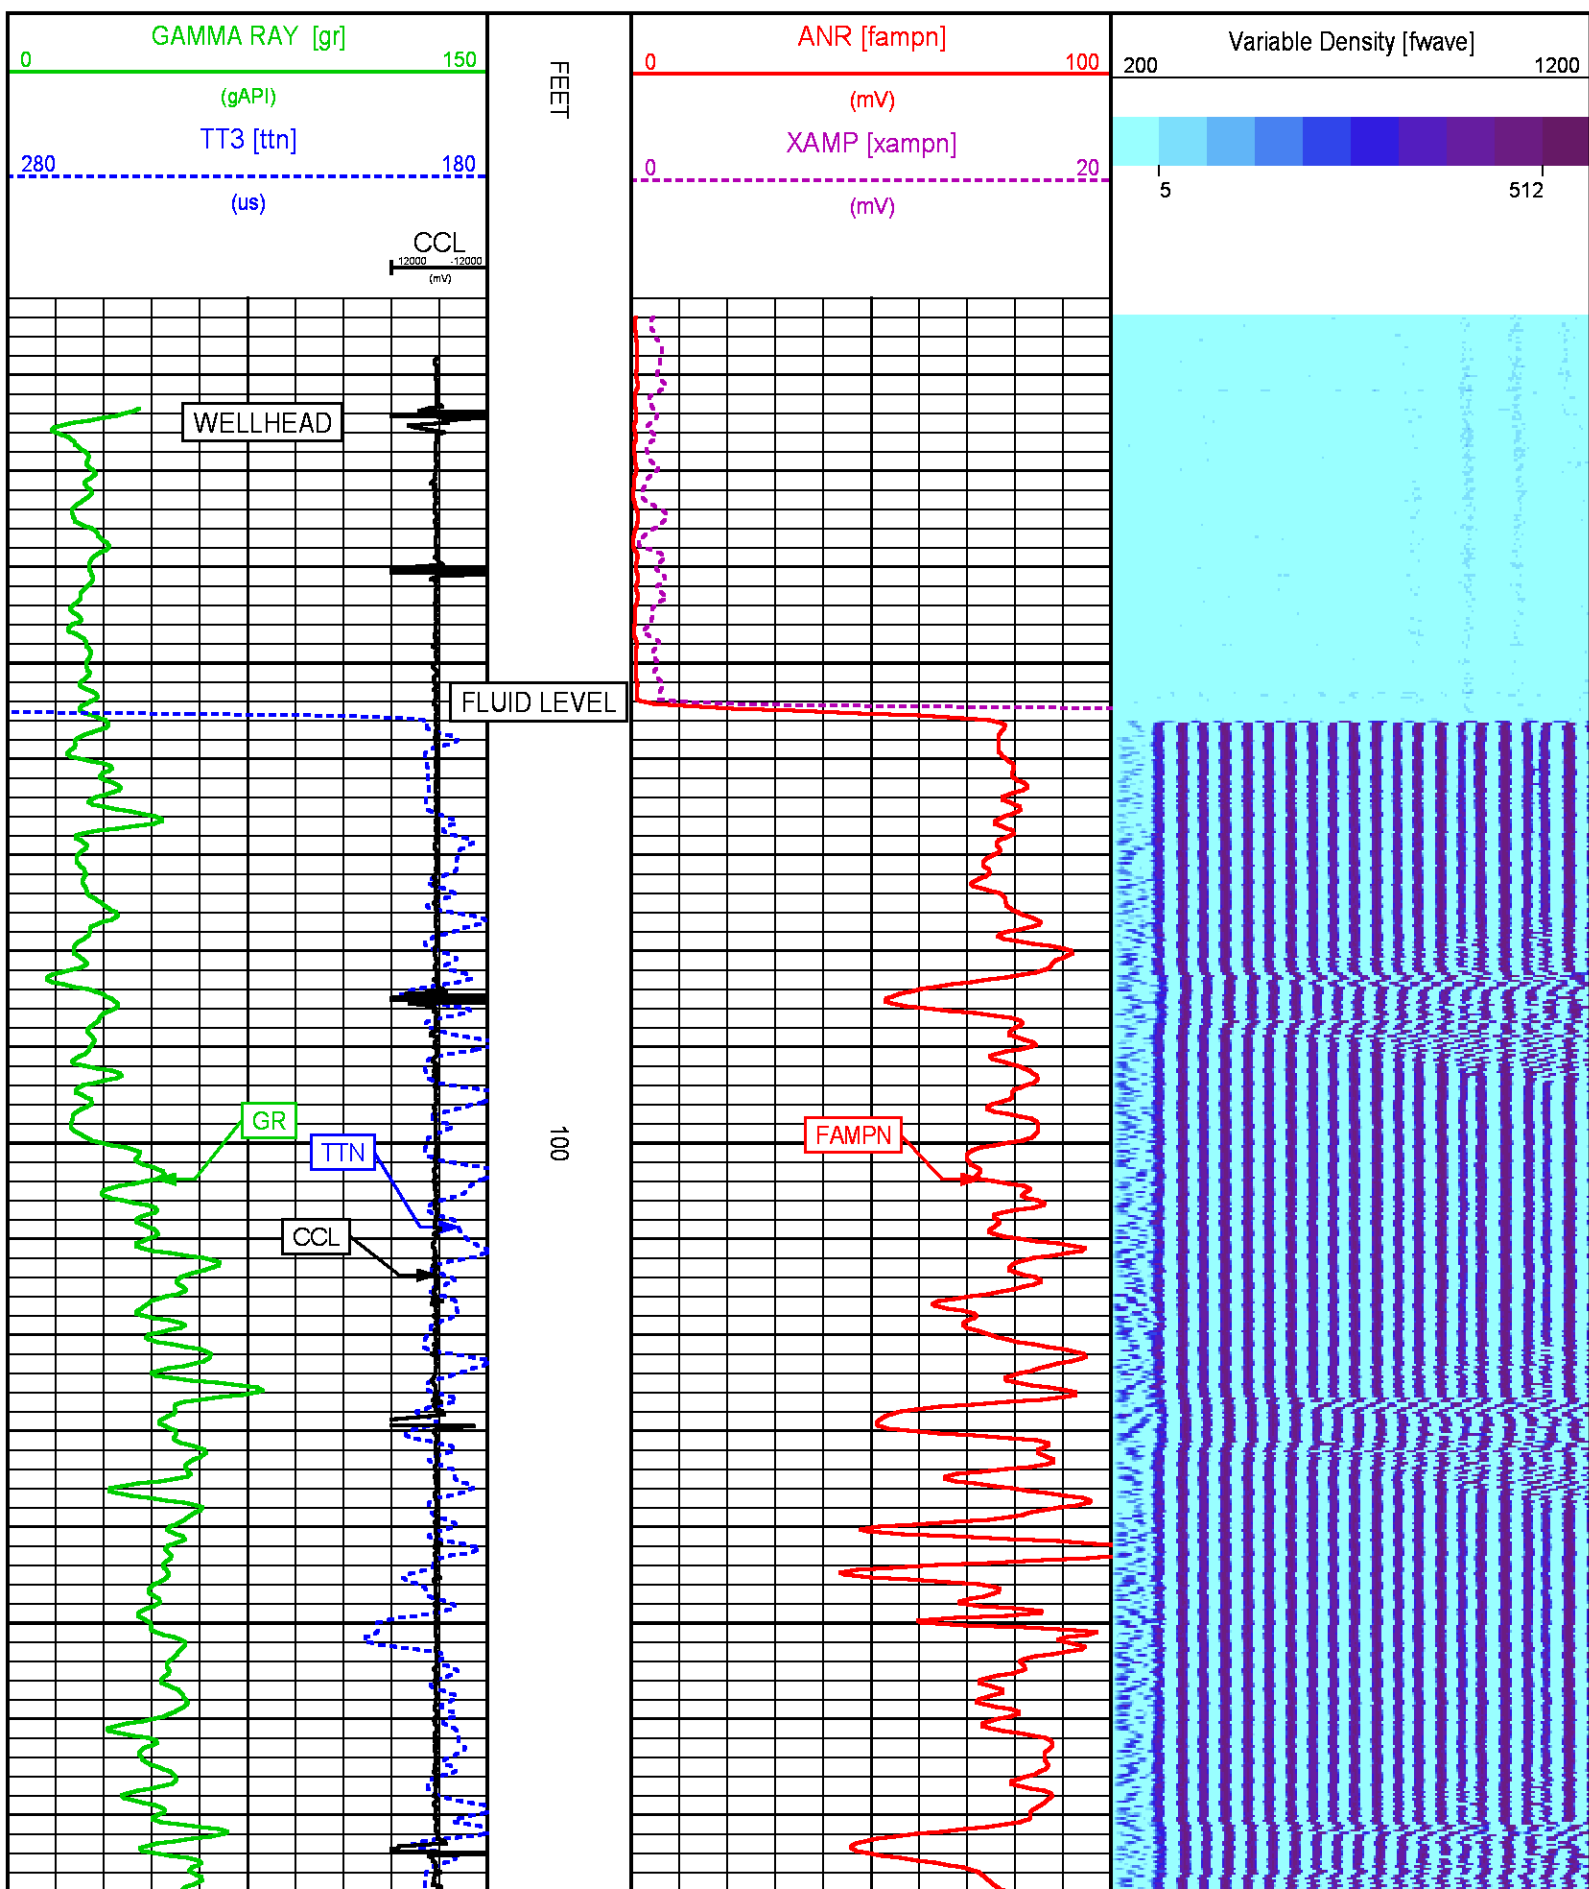 GAMMA RAY [gr]
0 150
(gAPI)
TT3 [ttn]
280 180
(us)
CCL
12000 -12000
(mV)
FEET
ANR [fampn]
0 100
(mV)
XAMP [xampn]
0 20
(mV)
Variable Density [fwave]
200 1200
5 512
WELLHEAD
FLUID LEVEL
GR
TTN
CCL
100
FAMPN